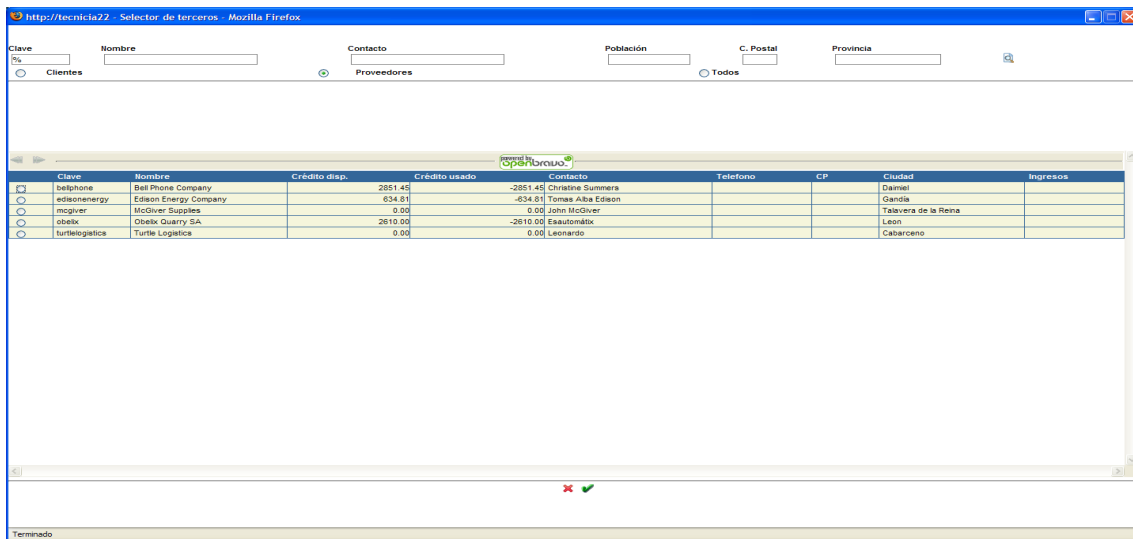 http://tecnicia22 - Selector de terceros - Mozilla Firefox
Clave Nombre Contacto Población C. Postal Provincia
%
Clientes Proveedores Todos
powered by
openbravo
Clave Nombre Crédito disp. Crédito usado Contacto Telefono CP Ciudad Ingresos
bellphone Bell Phone Company 2851.45 -2851.45 Christine Summers Daimiel
edisonenergy Edison Energy Company 634.81 -634.81 Tomas Alba Edison Gandía
mcgiver McGiver Supplies 0.00 0.00 John McGiver Talavera de la Reina
obelix Obelix Quarry SA 2610.00 -2610.00 Esautomátix Leon
turtlelogistics Turtle Logistics 0.00 0.00 Leonardo Cabarceno
Terminado